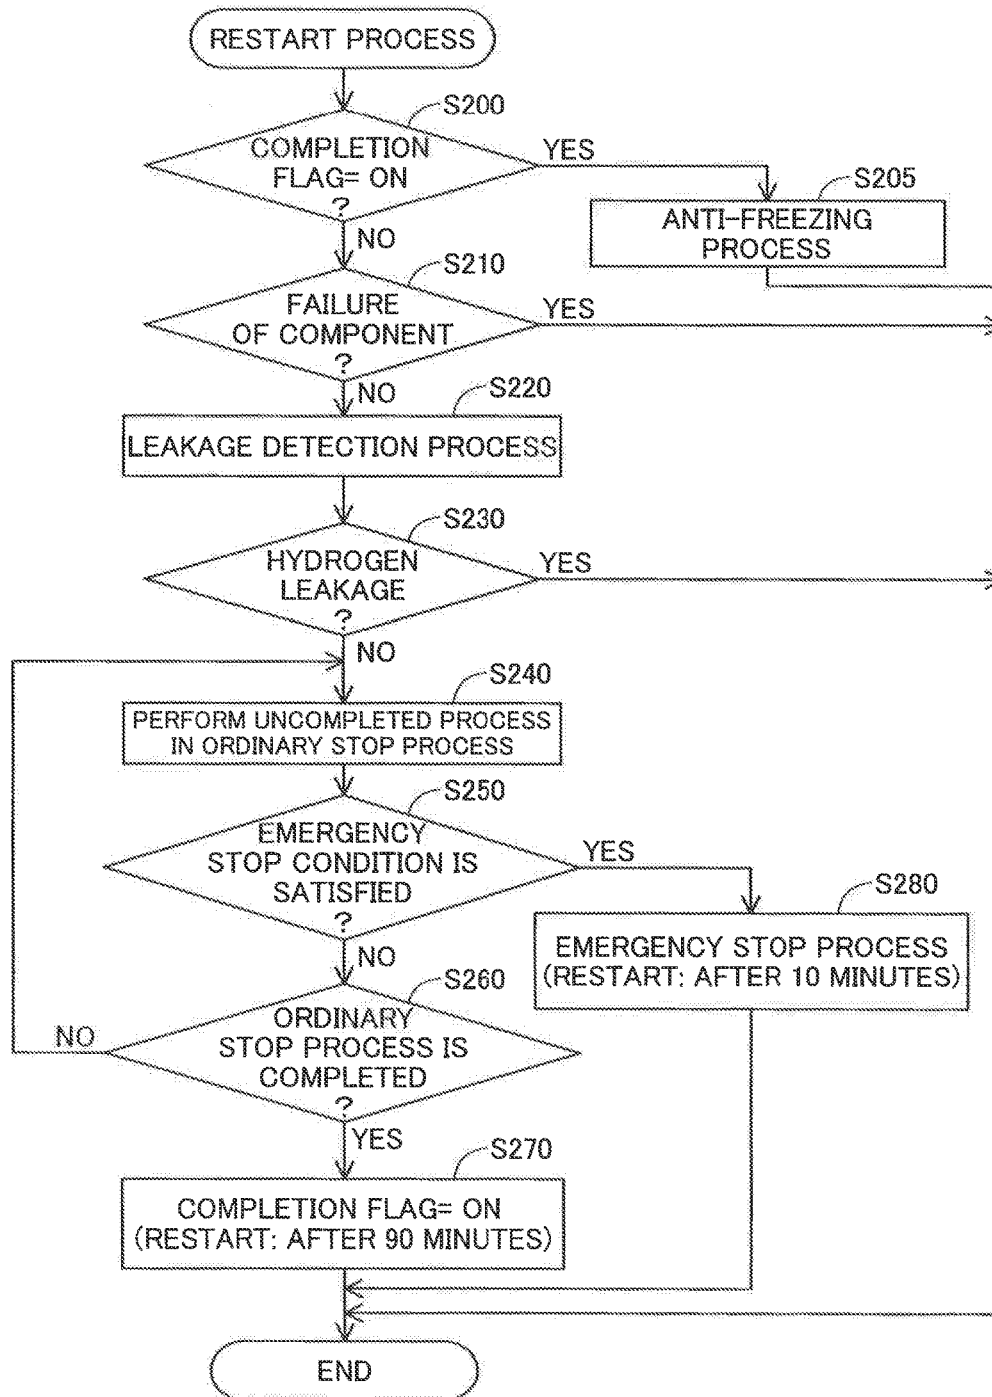 RESTART PROCESS
S200
COMPLETION
FLAG= ON
?
YES
NO
S205
ANTI-FREEZING
PROCESS
S210
FAILURE
OF COMPONENT
?
YES
NO
S220
LEAKAGE DETECTION PROCESS
S230
HYDROGEN
LEAKAGE
?
YES
NO
S240
PERFORM UNCOMPLETED PROCESS
IN ORDINARY STOP PROCESS
S250
EMERGENCY
STOP CONDITION IS
SATISFIED
?
YES
NO
S280
EMERGENCY STOP PROCESS
(RESTART: AFTER 10 MINUTES)
S260
ORDINARY
STOP PROCESS IS
COMPLETED
?
NO
YES
S270
COMPLETION FLAG= ON
(RESTART: AFTER 90 MINUTES)
END